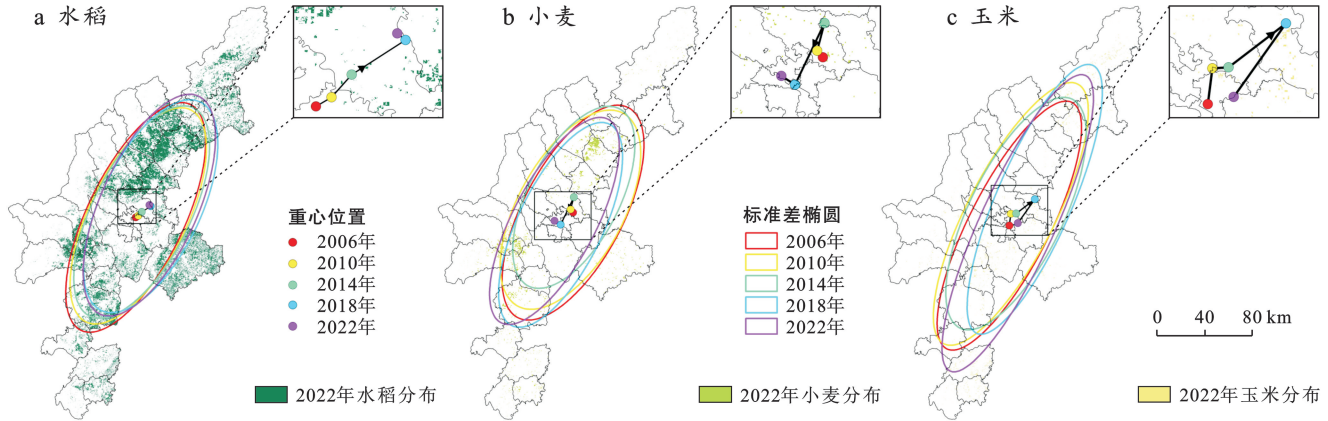 a 水稻
b 小麦
c 玉米
重心位置
2006年
2010年
2014年
2018年
2022年
标准差椭圆
2006年
2010年
2014年
2018年
2022年
0 40 80 km
2022年水稻分布
2022年小麦分布
2022年玉米分布